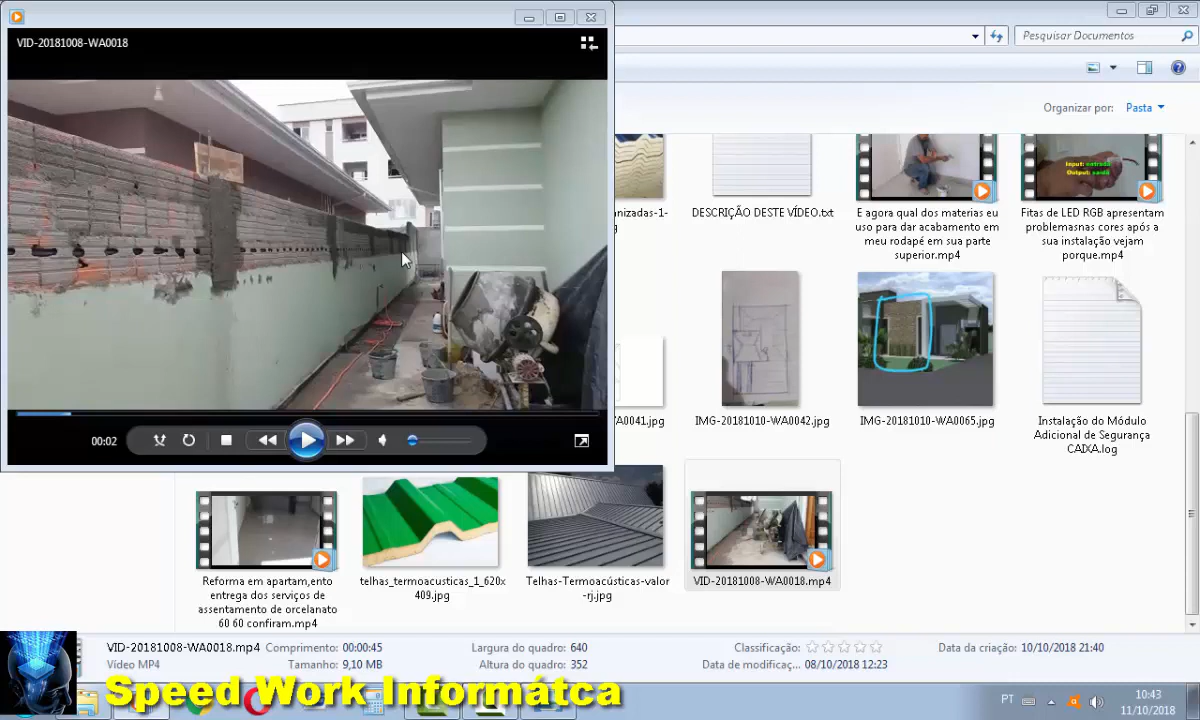 VID-20181008-WA0018
Pesquisar Documentos
Organizar por: Pasta
anizadas-1-
g
DESCRIÇÃO DESTE VÍDEO.txt
E agora qual dos materias eu
uso para dar acabamento em
meu rodapé em sua parte
superior.mp4
Input: entrada
Output: saída
Fitas de LED RGB apresentam
problemasnas cores após a
sua instalação vejam
porque.mp4
A0041.jpg
IMG-20181010-WA0042.jpg
IMG-20181010-WA0065.jpg
Instalação do Módulo
Adicional de Segurança
CAIXA.log
00:02
Reforma em apartam,ento
entrega dos serviços de
assentamento de orcelanato
60 60 confiram.mp4
telhas_termoacusticas_1_620x
409.jpg
Telhas-Termoacústicas-valor
-rj.jpg
VID-20181008-WA0018.mp4
VID-20181008-WA0018.mp4 Comprimento: 00:00:45 Largura do quadro: 640 Classificação: Data da criação: 10/10/2018 21:40
Vídeo MP4 Tamanho: 9,10 MB Altura do quadro: 352 Data de modificaç... 08/10/2018 12:23
Speed Work Informátca
PT
10:43
11/10/2018